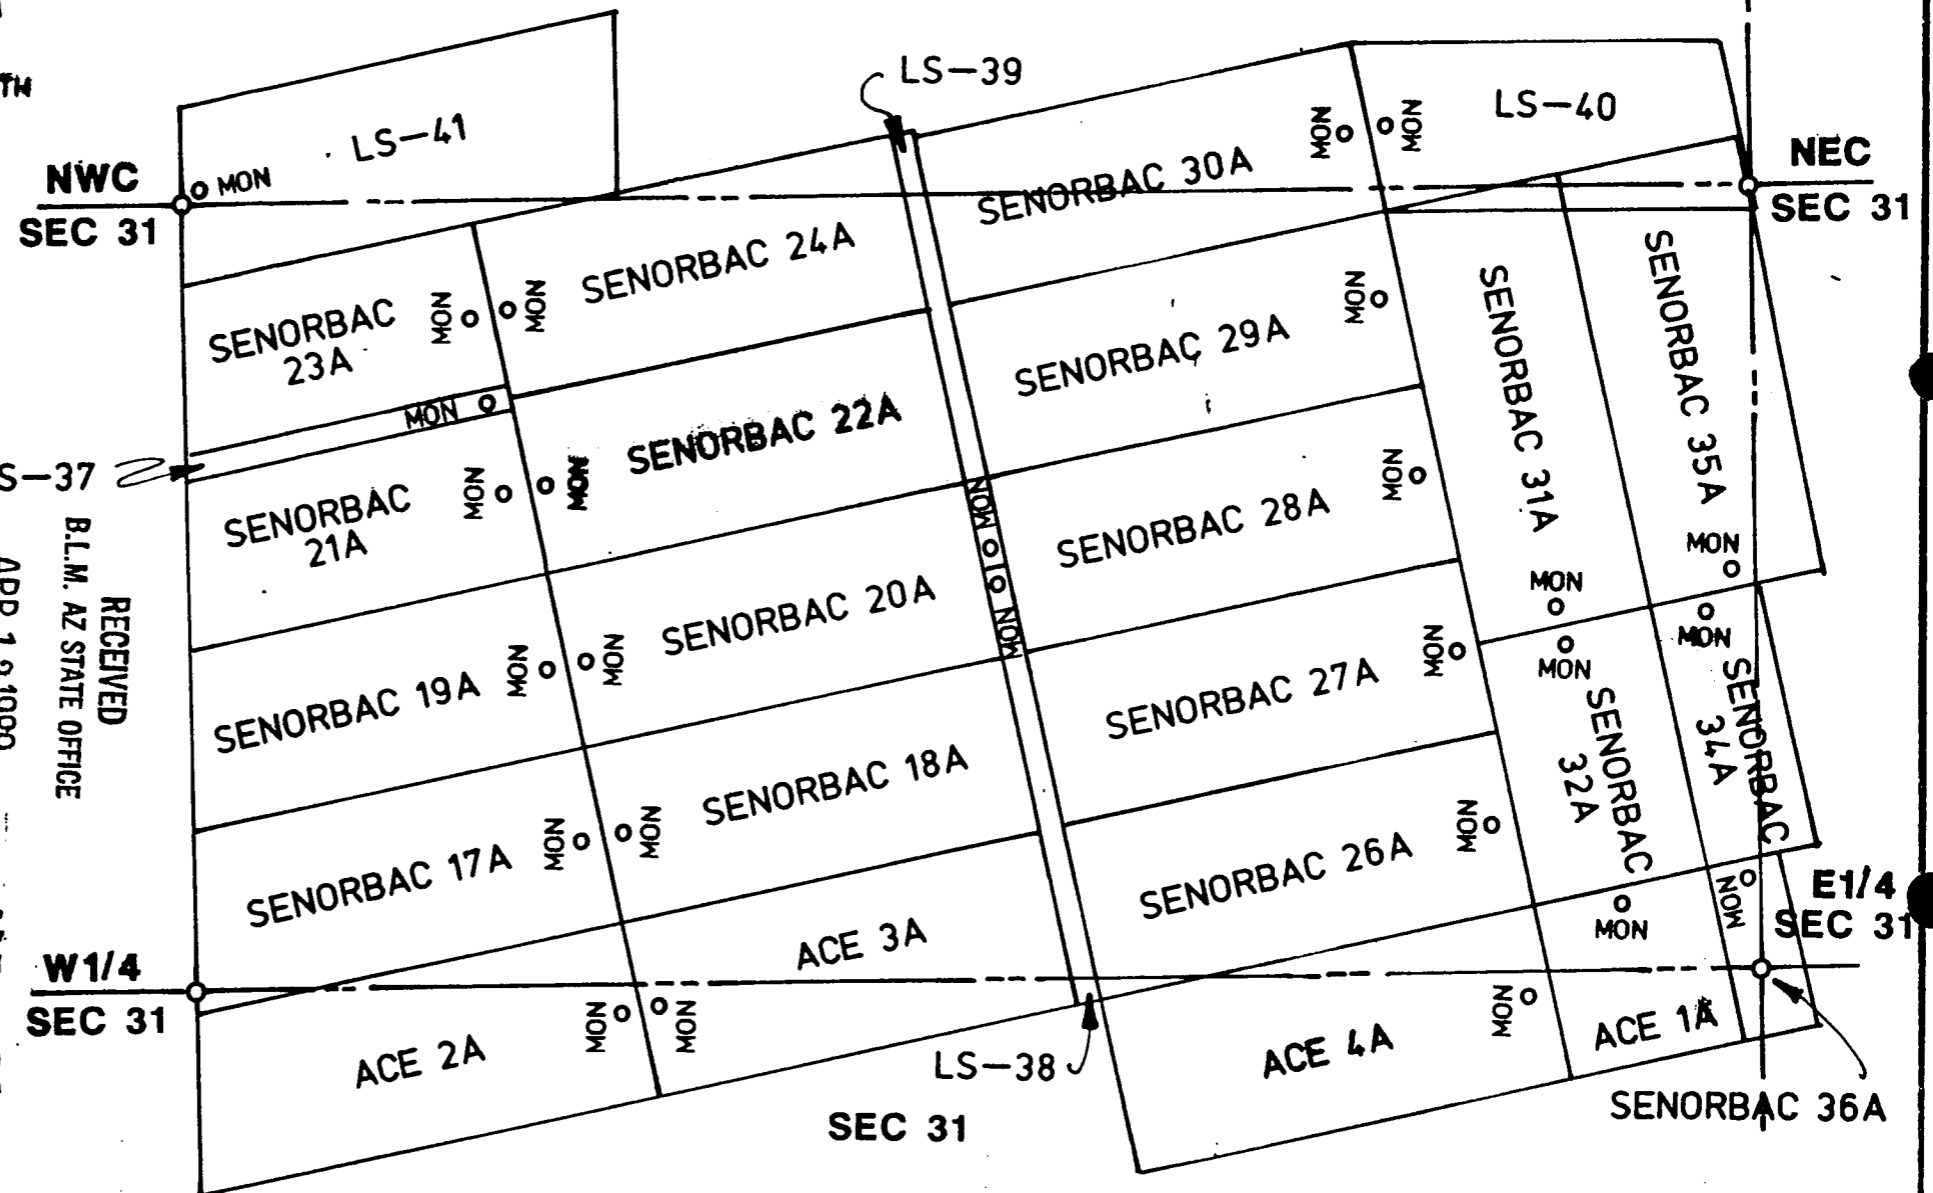 TH
LS-41
LS-39
LS-40
NWC
SEC 31
MON
MON
MON
NEC
SEC 31
SENORBAC 30A
SENORBAC 24A
SENORBAC
23A
MON
MON
SENORBAC 29A
MON
SENORBAC 31A
SENORBAC 35A
MON
SENORBAC 22A
S-37
SENORBAC
21A
MON
MON
MON
SENORBAC 28A
MON
MON
MON
RECEIVED
B.L.M. AZ STATE OFFICE
SENORBAC 20A
MON
SENORBAC 19A
MON
MON
SENORBAC 27A
MON
MON
MON
SENORBAC
32A
SENORBAC
34A
SENORBAC 18A
SENORBAC 17A
MON
MON
SENORBAC 26A
MON
MON
MON
E1/4
SEC 31
W1/4
SEC 31
ACE 3A
ACE 2A
MON
MON
LS-38
ACE 4A
MON
ACE 1A
SENORBAC 36A
SEC 31